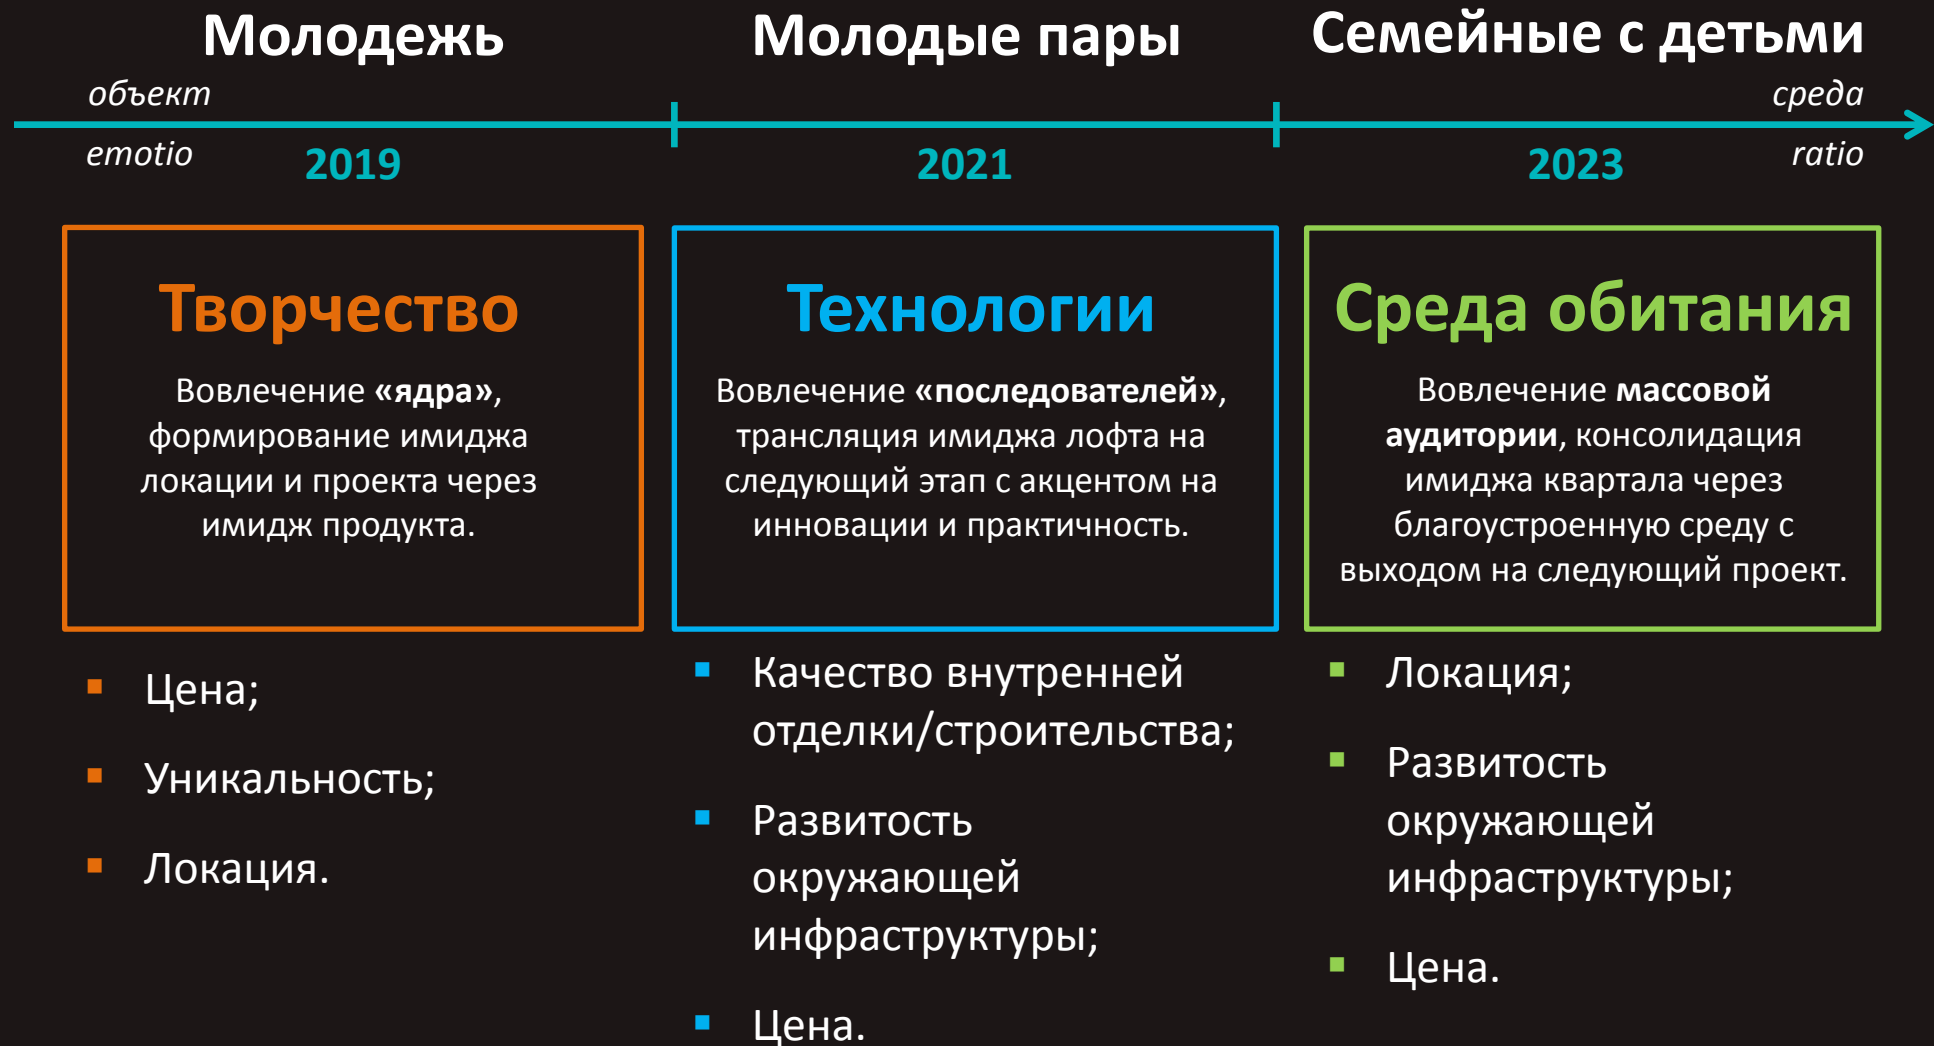 Молодежь
Молодые пары
Семейные с детьми
объект
среда
emotio
2019
2021
2023
ratio
Творчество
Вовлечение «ядра»,
формирование имиджа
локации и проекта через
имидж продукта.
Цена;
Уникальность;
Локация.
Технологии
Вовлечение «последователей»,
трансляция имиджа лофта на
следующий этап с акцентом на
инновации и практичность.
Качество внутренней
отделки/строительства;
Развитость
окружающей
инфраструктуры;
Цена.
Среда обитания
Вовлечение массовой
аудитории, консолидация
имиджа квартала через
благоустроенную среду с
выходом на следующий проект.
Локация;
Развитость
окружающей
инфраструктуры;
Цена.